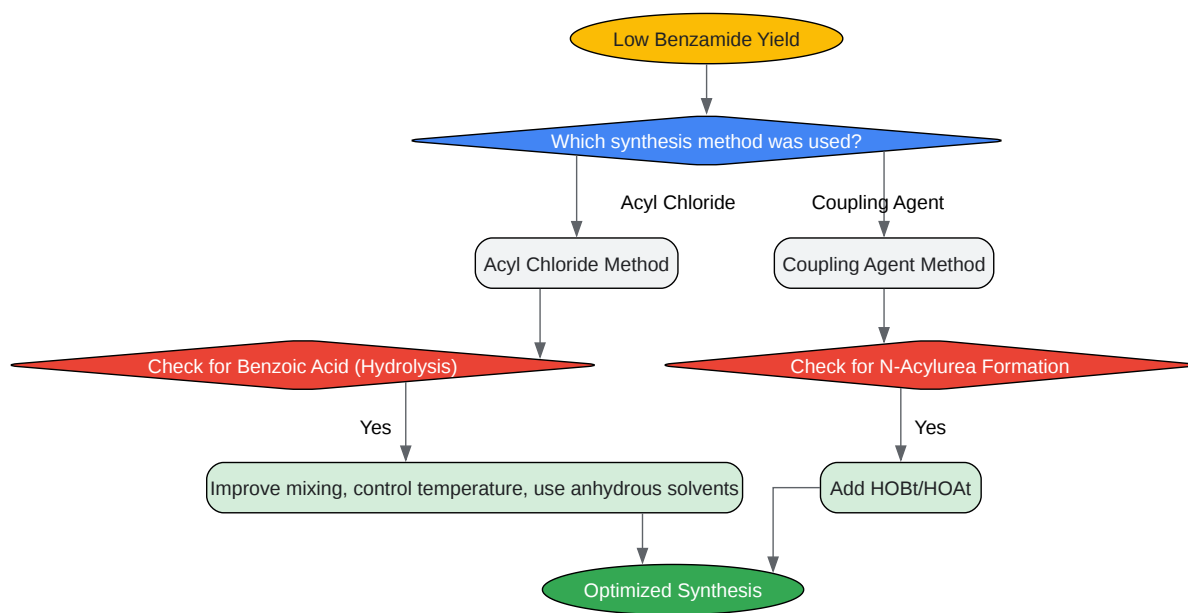 Low Benzamide Yield
Which synthesis method was used?
Acyl Chloride
Coupling Agent
Acyl Chloride Method
Coupling Agent Method
Check for Benzoic Acid (Hydrolysis)
Check for N-Acylurea Formation
Yes
Yes
Improve mixing, control temperature, use anhydrous solvents
Add HOBt/HOAt
Optimized Synthesis